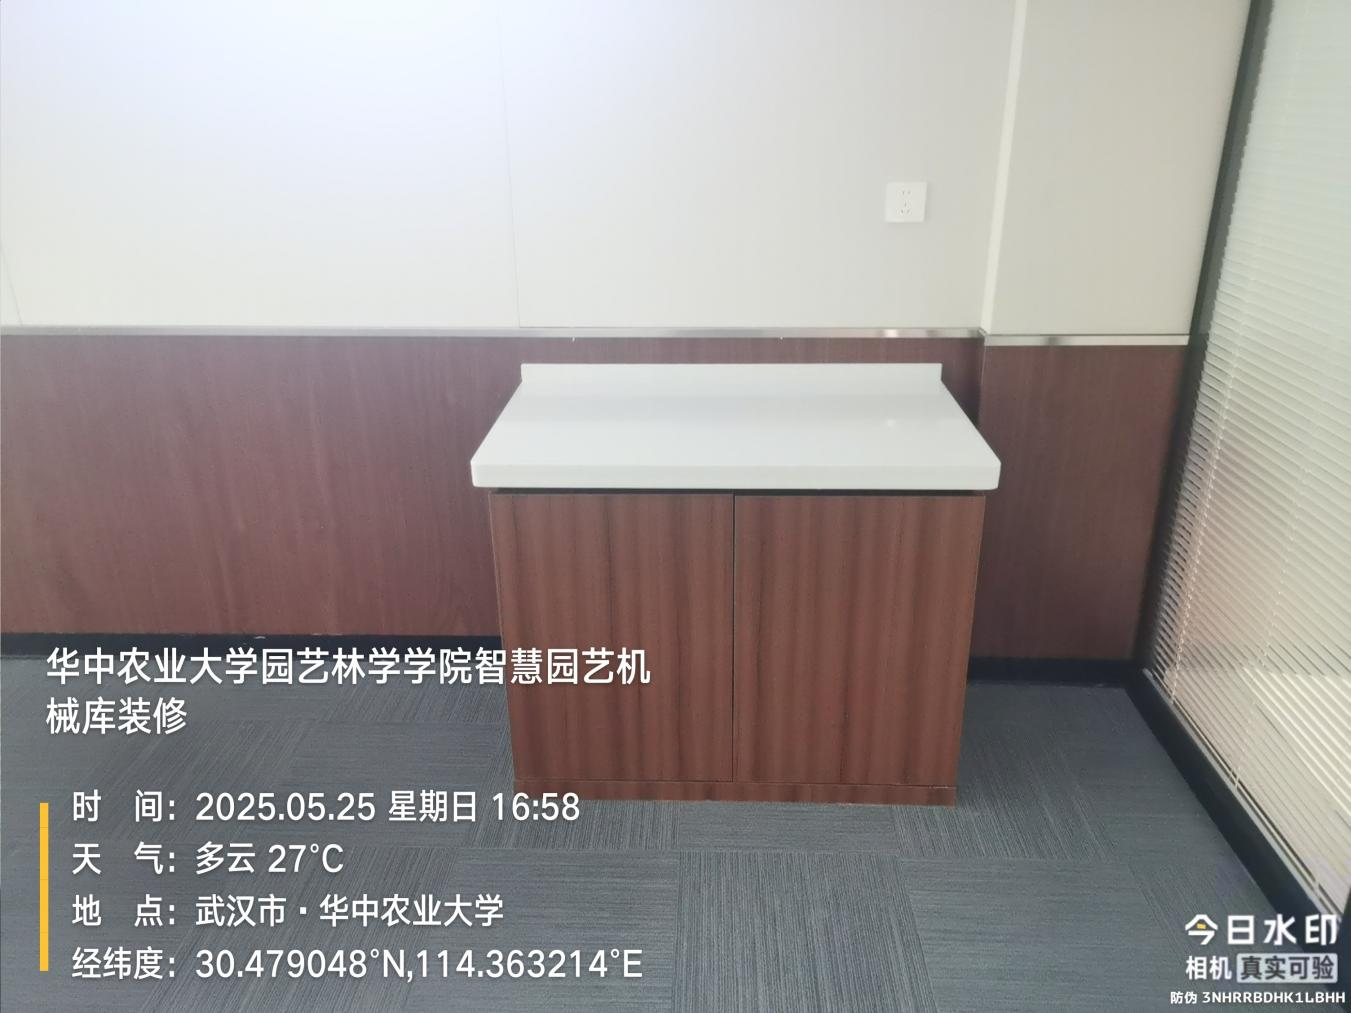 华中农业大学园艺林学学院智慧园艺机
械库装修
时 间：2025.05.25 星期日 16:58
天 气：多云 27°C
地 点：武汉市·华中农业大学
经纬度：30.479048°N,114.363214°E
今日水印
相机 真实可验
防伪 3NHRRBDHK1LBHH